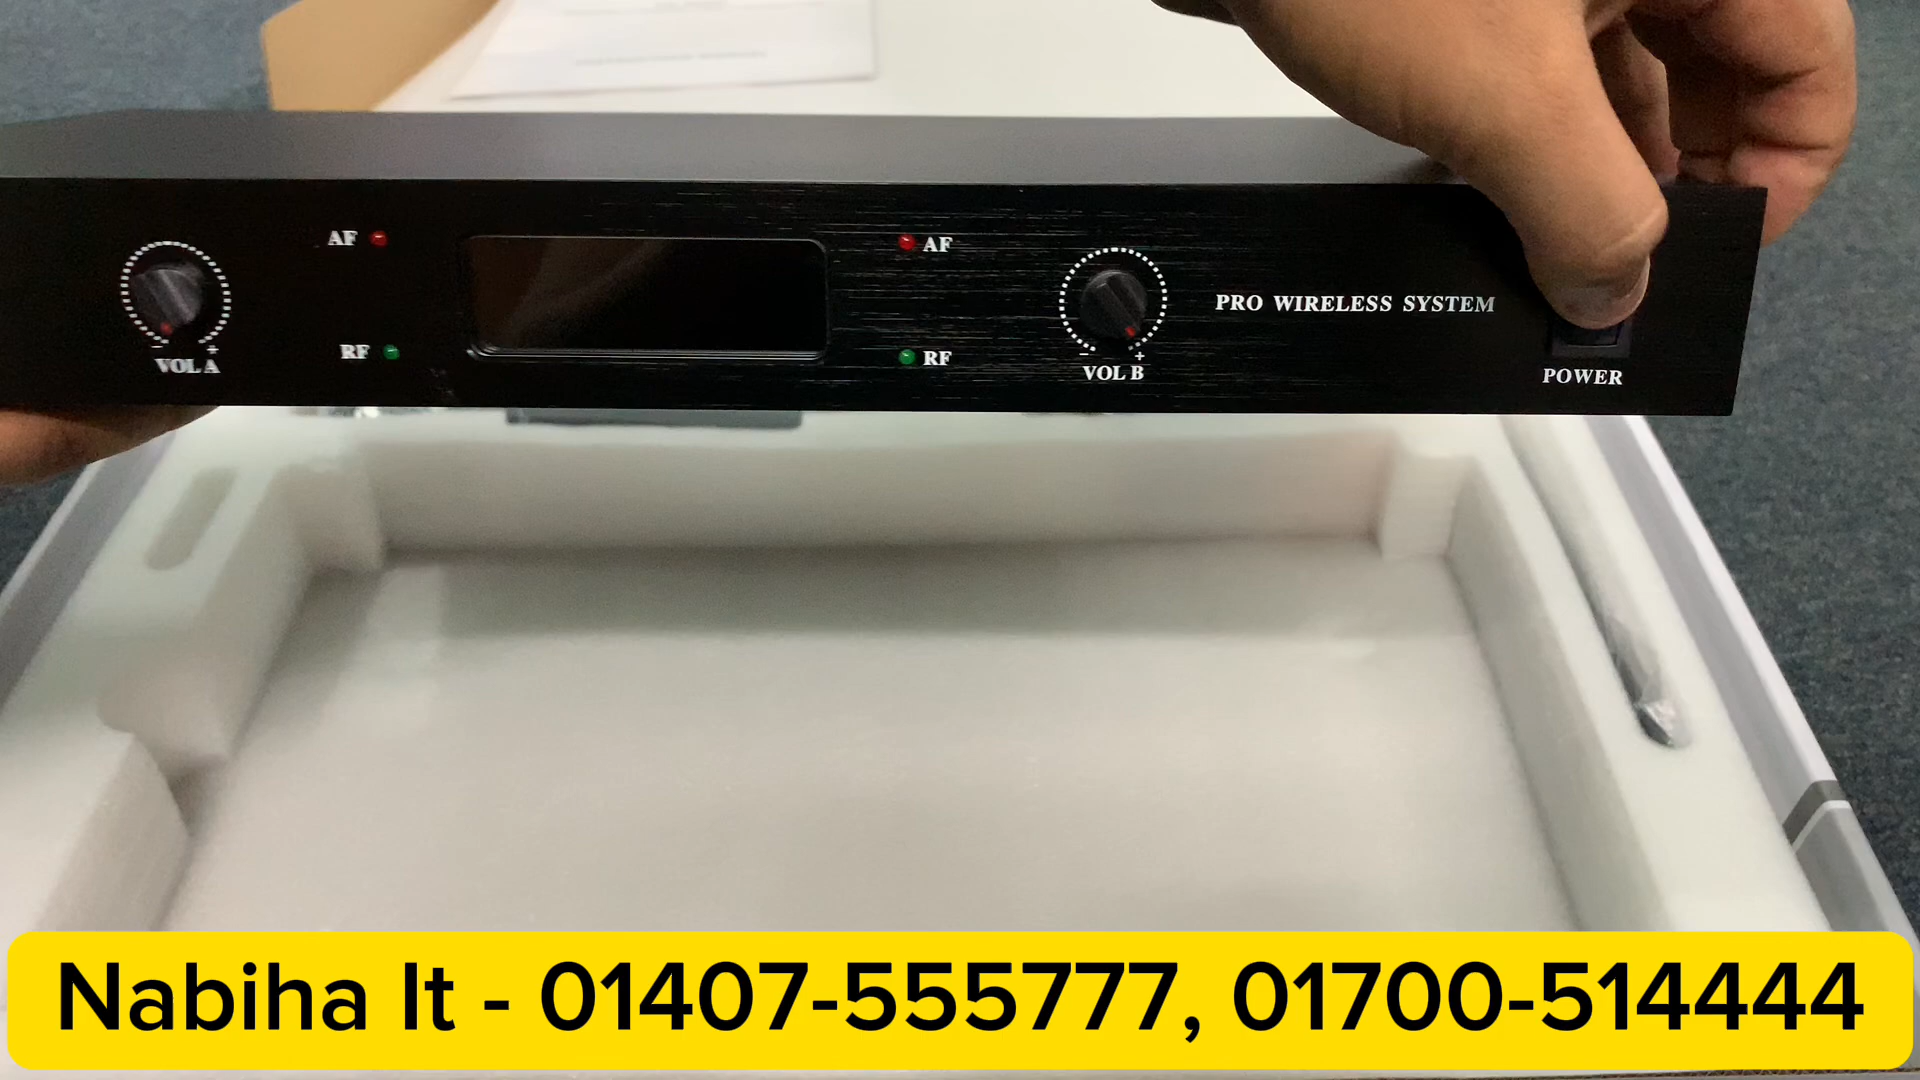 AF
AF
PRO WIRELESS SYSTEM
RF
RF
- +
VOL A
- +
VOL B
POWER
Nabiha It - 01407-555777, 01700-514444